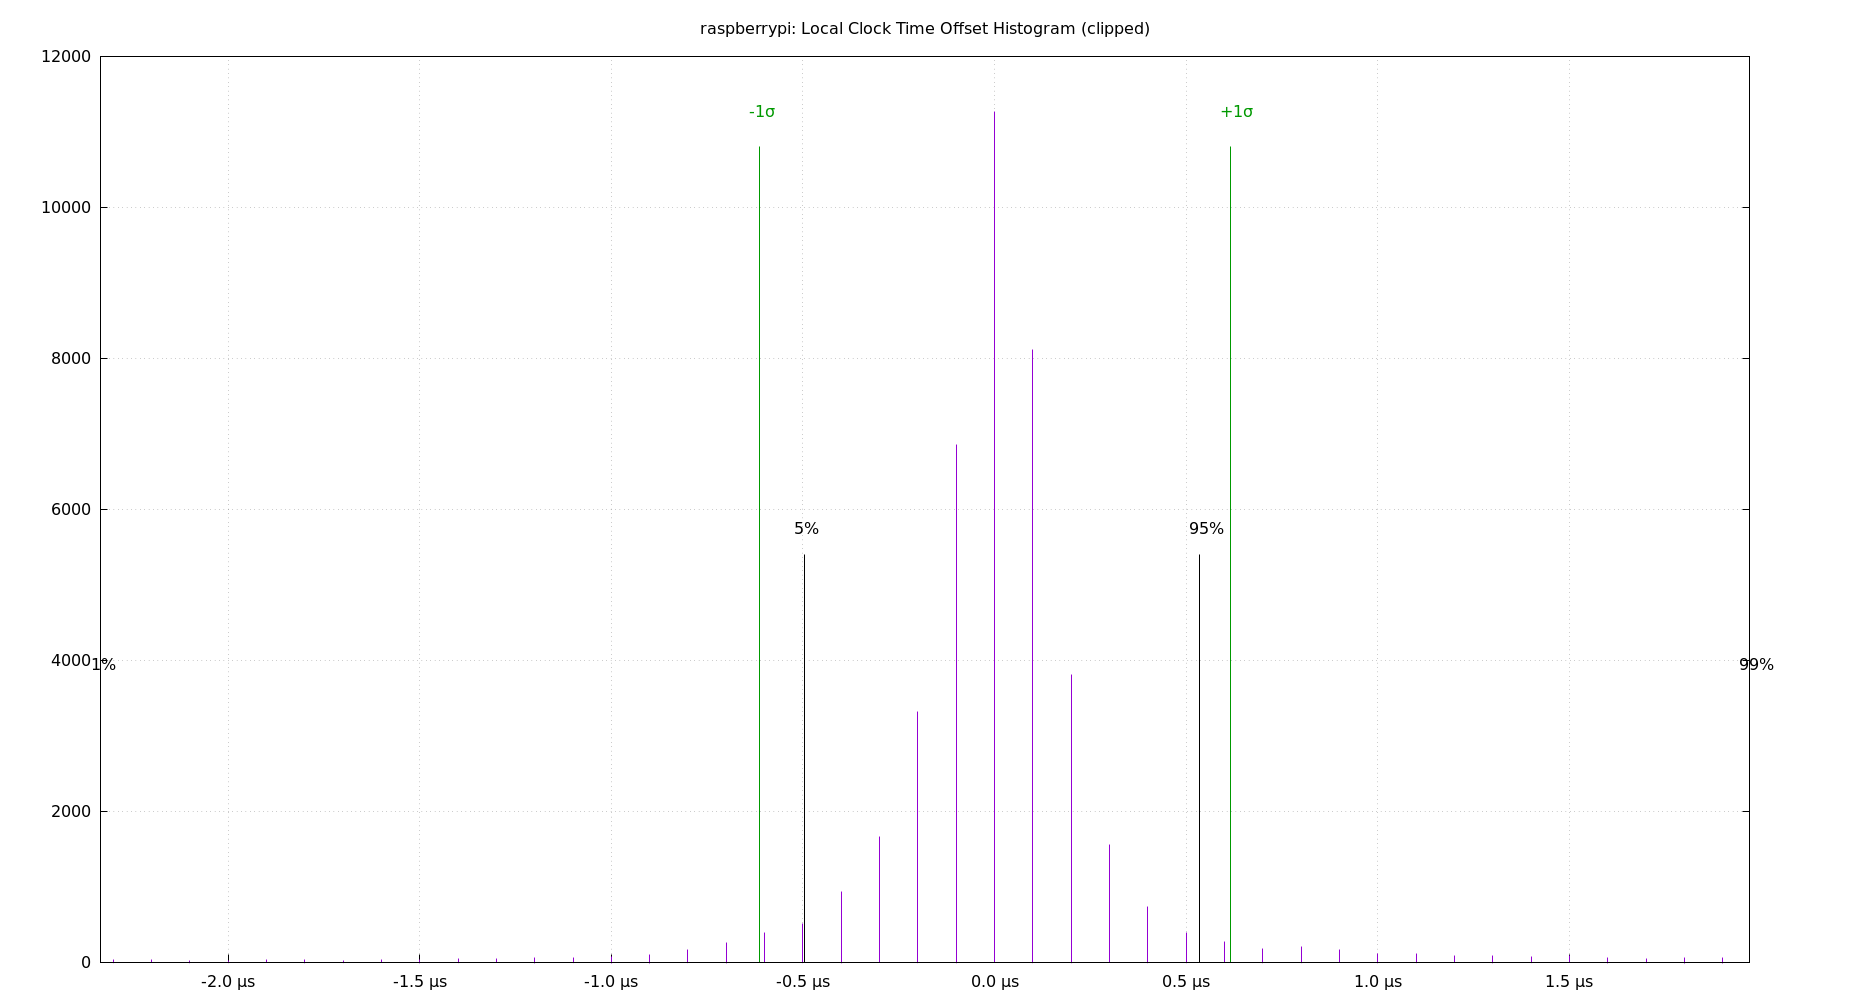 raspberrypi: Local Clock Time Offset Histogram (clipped)
12000
-1σ +1σ
10000
8000
6000
5% 95%
4000 1% 99%
2000
0
-2.0 µs -1.5 µs -1.0 µs -0.5 µs 0.0 µs 0.5 µs 1.0 µs 1.5 µs